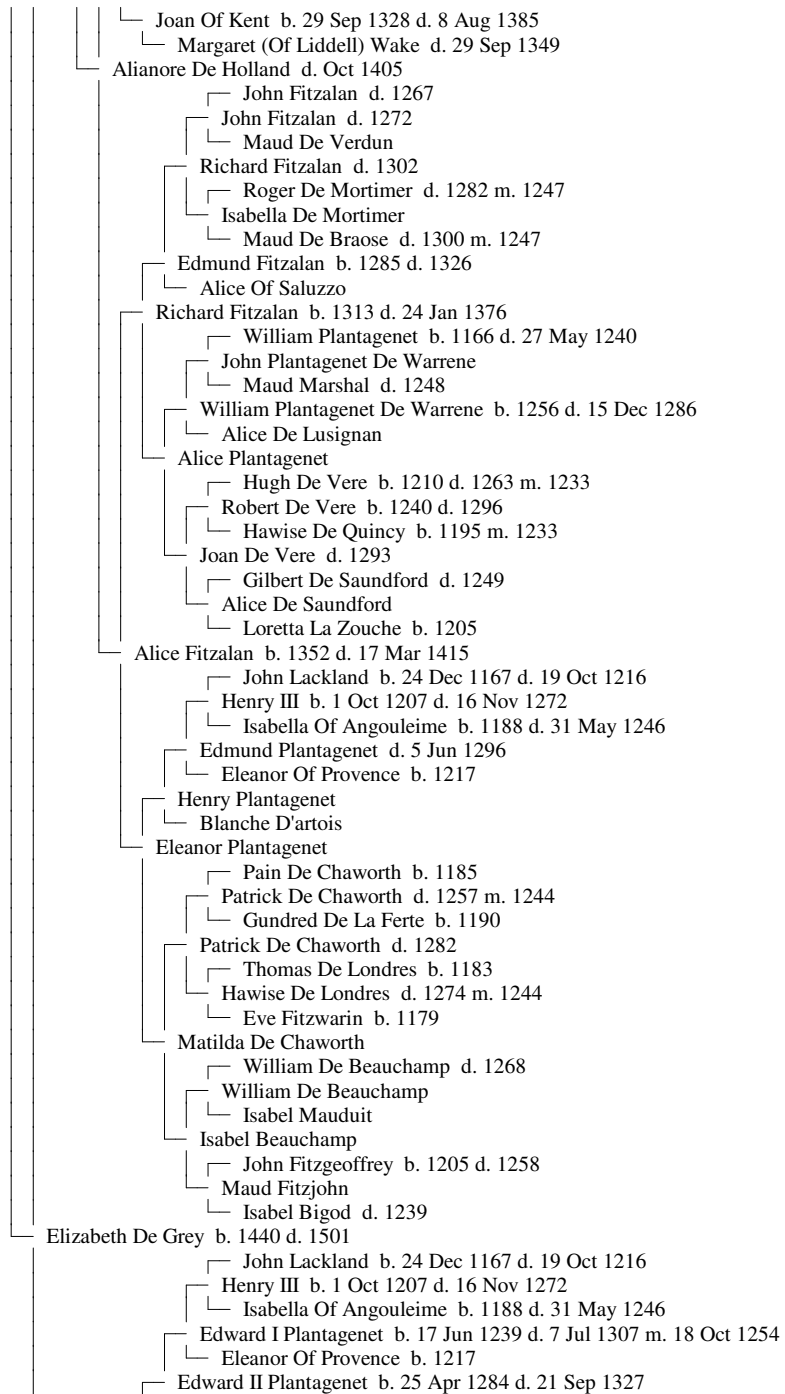 Joan Of Kent b. 29 Sep 1328 d. 8 Aug 1385
Margaret (Of Liddell) Wake d. 29 Sep 1349
Alianore De Holland d. Oct 1405
John Fitzalan d. 1267
John Fitzalan d. 1272
Maud De Verdun
Richard Fitzalan d. 1302
Roger De Mortimer d. 1282 m. 1247
Isabella De Mortimer
Maud De Braose d. 1300 m. 1247
Edmund Fitzalan b. 1285 d. 1326
Alice Of Saluzzo
Richard Fitzalan b. 1313 d. 24 Jan 1376
William Plantagenet b. 1166 d. 27 May 1240
John Plantagenet De Warrene
Maud Marshal d. 1248
William Plantagenet De Warrene b. 1256 d. 15 Dec 1286
Alice De Lusignan
Alice Plantagenet
Hugh De Vere b. 1210 d. 1263 m. 1233
Robert De Vere b. 1240 d. 1296
Hawise De Quincy b. 1195 m. 1233
Joan De Vere d. 1293
Gilbert De Saundford d. 1249
Alice De Saundford
Loretta La Zouche b. 1205
Alice Fitzalan b. 1352 d. 17 Mar 1415
John Lackland b. 24 Dec 1167 d. 19 Oct 1216
Henry III b. 1 Oct 1207 d. 16 Nov 1272
Isabella Of Angouleime b. 1188 d. 31 May 1246
Edmund Plantagenet d. 5 Jun 1296
Eleanor Of Provence b. 1217
Henry Plantagenet
Blanche D'artois
Eleanor Plantagenet
Pain De Chaworth b. 1185
Patrick De Chaworth d. 1257 m. 1244
Gundred De La Ferte b. 1190
Patrick De Chaworth d. 1282
Thomas De Londres b. 1183
Hawise De Londres d. 1274 m. 1244
Eve Fitzwarin b. 1179
Matilda De Chaworth
William De Beauchamp d. 1268
William De Beauchamp
Isabel Mauduit
Isabel Beauchamp
John Fitzgeoffrey b. 1205 d. 1258
Maud Fitzjohn
Isabel Bigod d. 1239
Elizabeth De Grey b. 1440 d. 1501
John Lackland b. 24 Dec 1167 d. 19 Oct 1216
Henry III b. 1 Oct 1207 d. 16 Nov 1272
Isabella Of Angouleime b. 1188 d. 31 May 1246
Edward I Plantagenet b. 17 Jun 1239 d. 7 Jul 1307 m. 18 Oct 1254
Eleanor Of Provence b. 1217
Edward II Plantagenet b. 25 Apr 1284 d. 21 Sep 1327